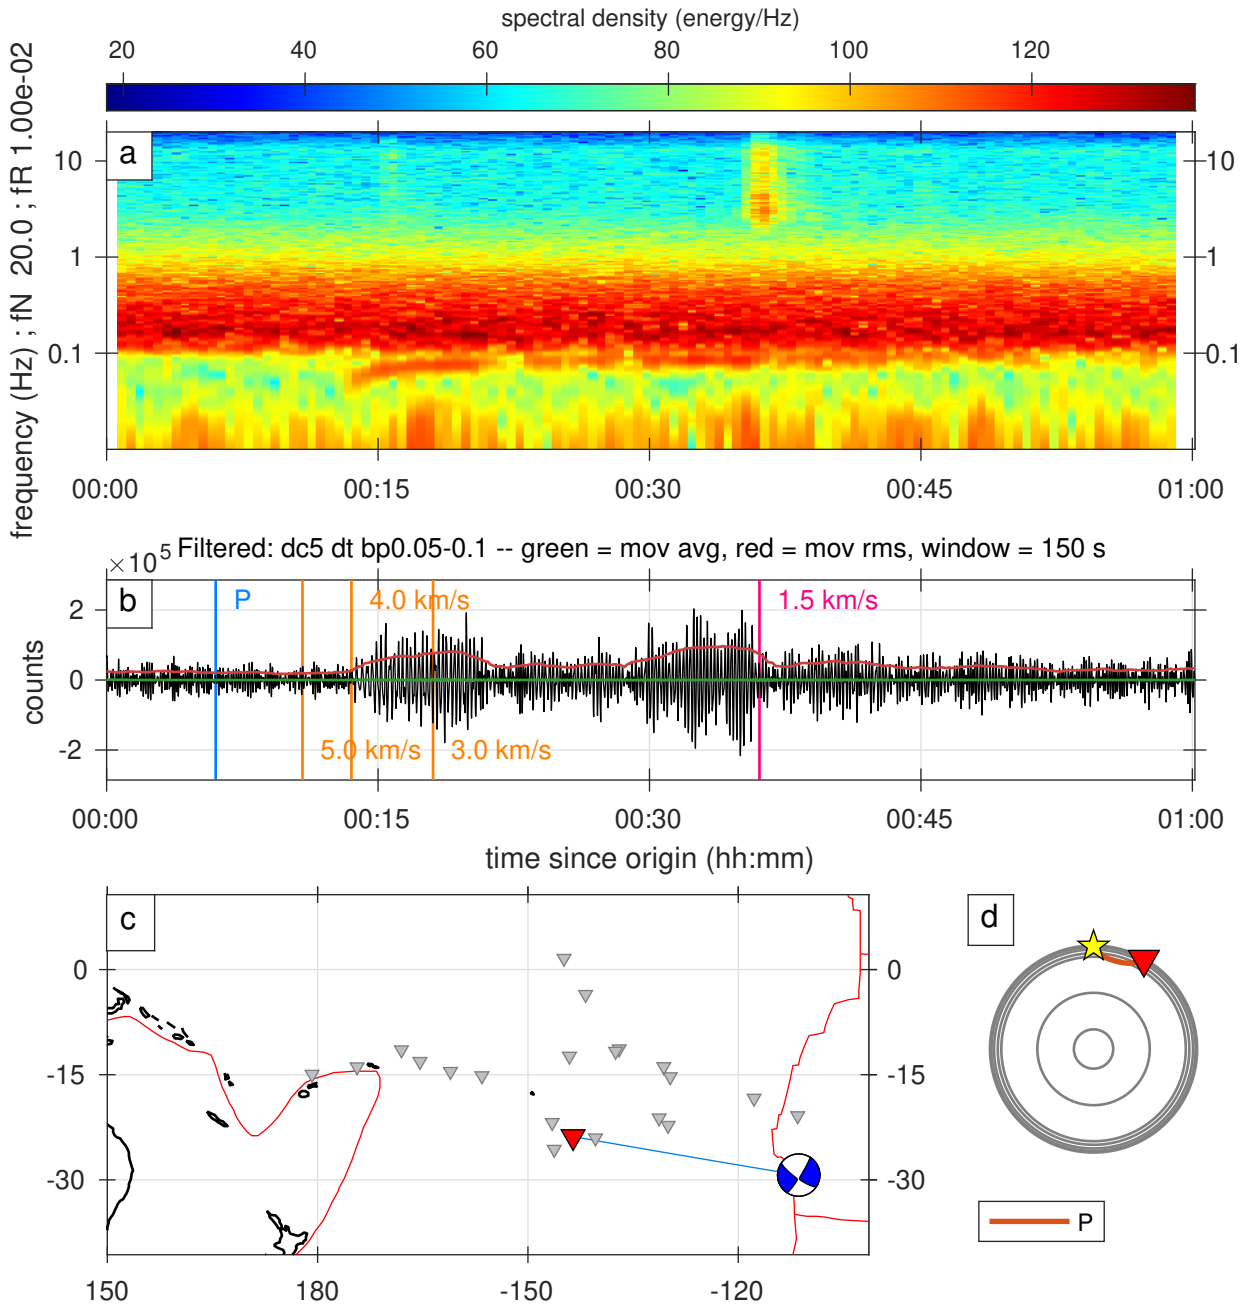 spectral density (energy/Hz)
20 40 60 80 100 120
frequency (Hz) ; fN  20.0 ; fR 1.00e-02
a
10 10
1 1
0.1 0.1
00:00 00:15 00:30 00:45 01:00
×10^5 Filtered: dc5 dt bp0.05-0.1 -- green = mov avg, red = mov rms, window = 150 s
b
counts
P 4.0 km/s 1.5 km/s
2
0
-2
5.0 km/s 3.0 km/s
00:00 00:15 00:30 00:45 01:00
time since origin (hh:mm)
c
d
0 0
-15 -15
-30 -30
150 180 -150 -120
P